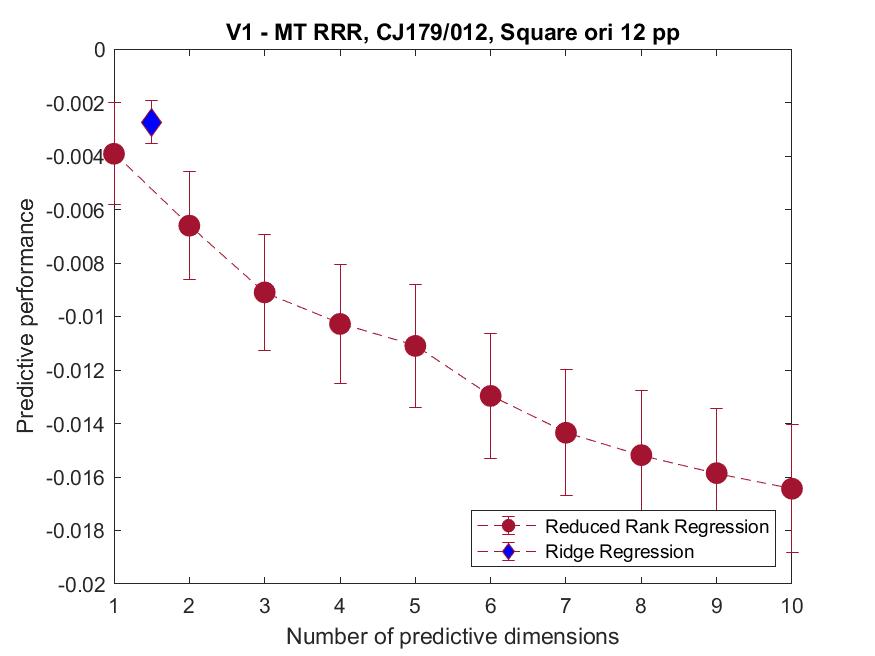 V1 - MT RRR, CJ179/012, Square ori 12 pp
0
-0.002
-0.004
-0.006
-0.008
-0.01
-0.012
-0.014
-0.016
-0.018
-0.02
Predictive performance
Reduced Rank Regression
Ridge Regression
1 2 3 4 5 6 7 8 9 10
Number of predictive dimensions